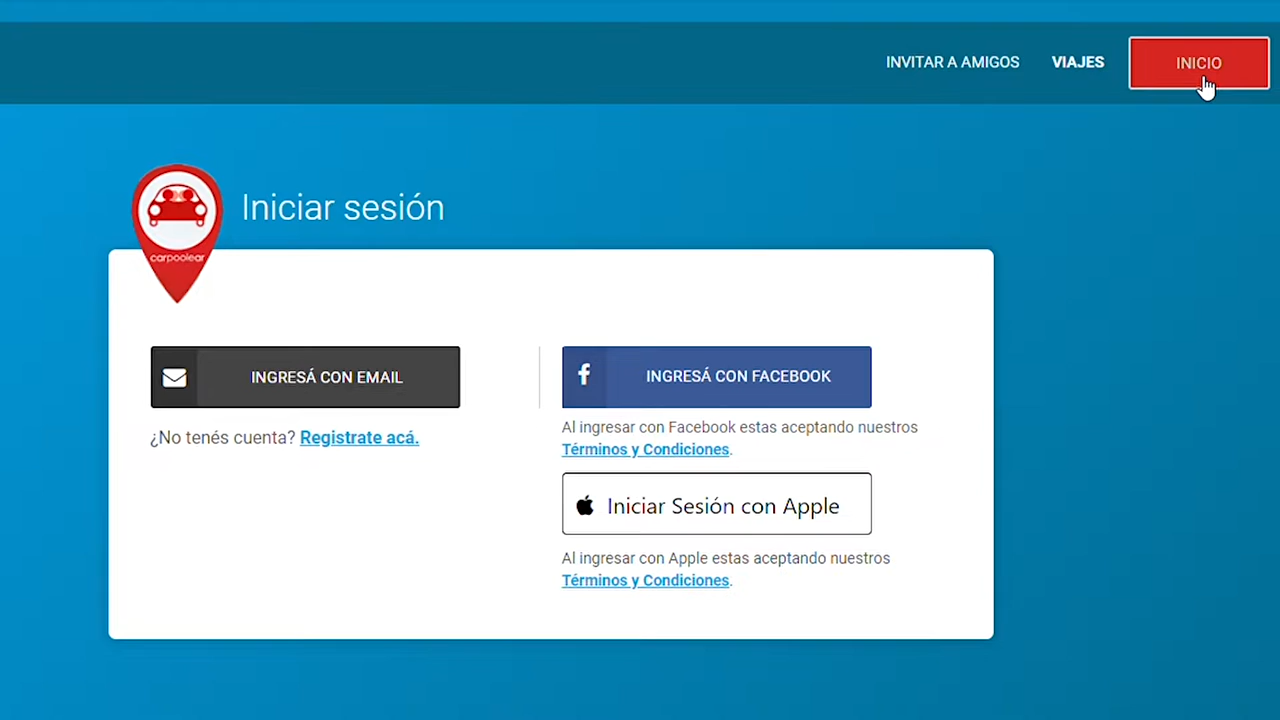 INVITAR A AMIGOS
VIAJES
INICIO
carpoolear
Iniciar sesión
INGRESÁ CON EMAIL
¿No tenés cuenta? Registrate acá.
INGRESÁ CON FACEBOOK
Al ingresar con Facebook estas aceptando nuestros
Términos y Condiciones.
Iniciar Sesión con Apple
Al ingresar con Apple estas aceptando nuestros
Términos y Condiciones.